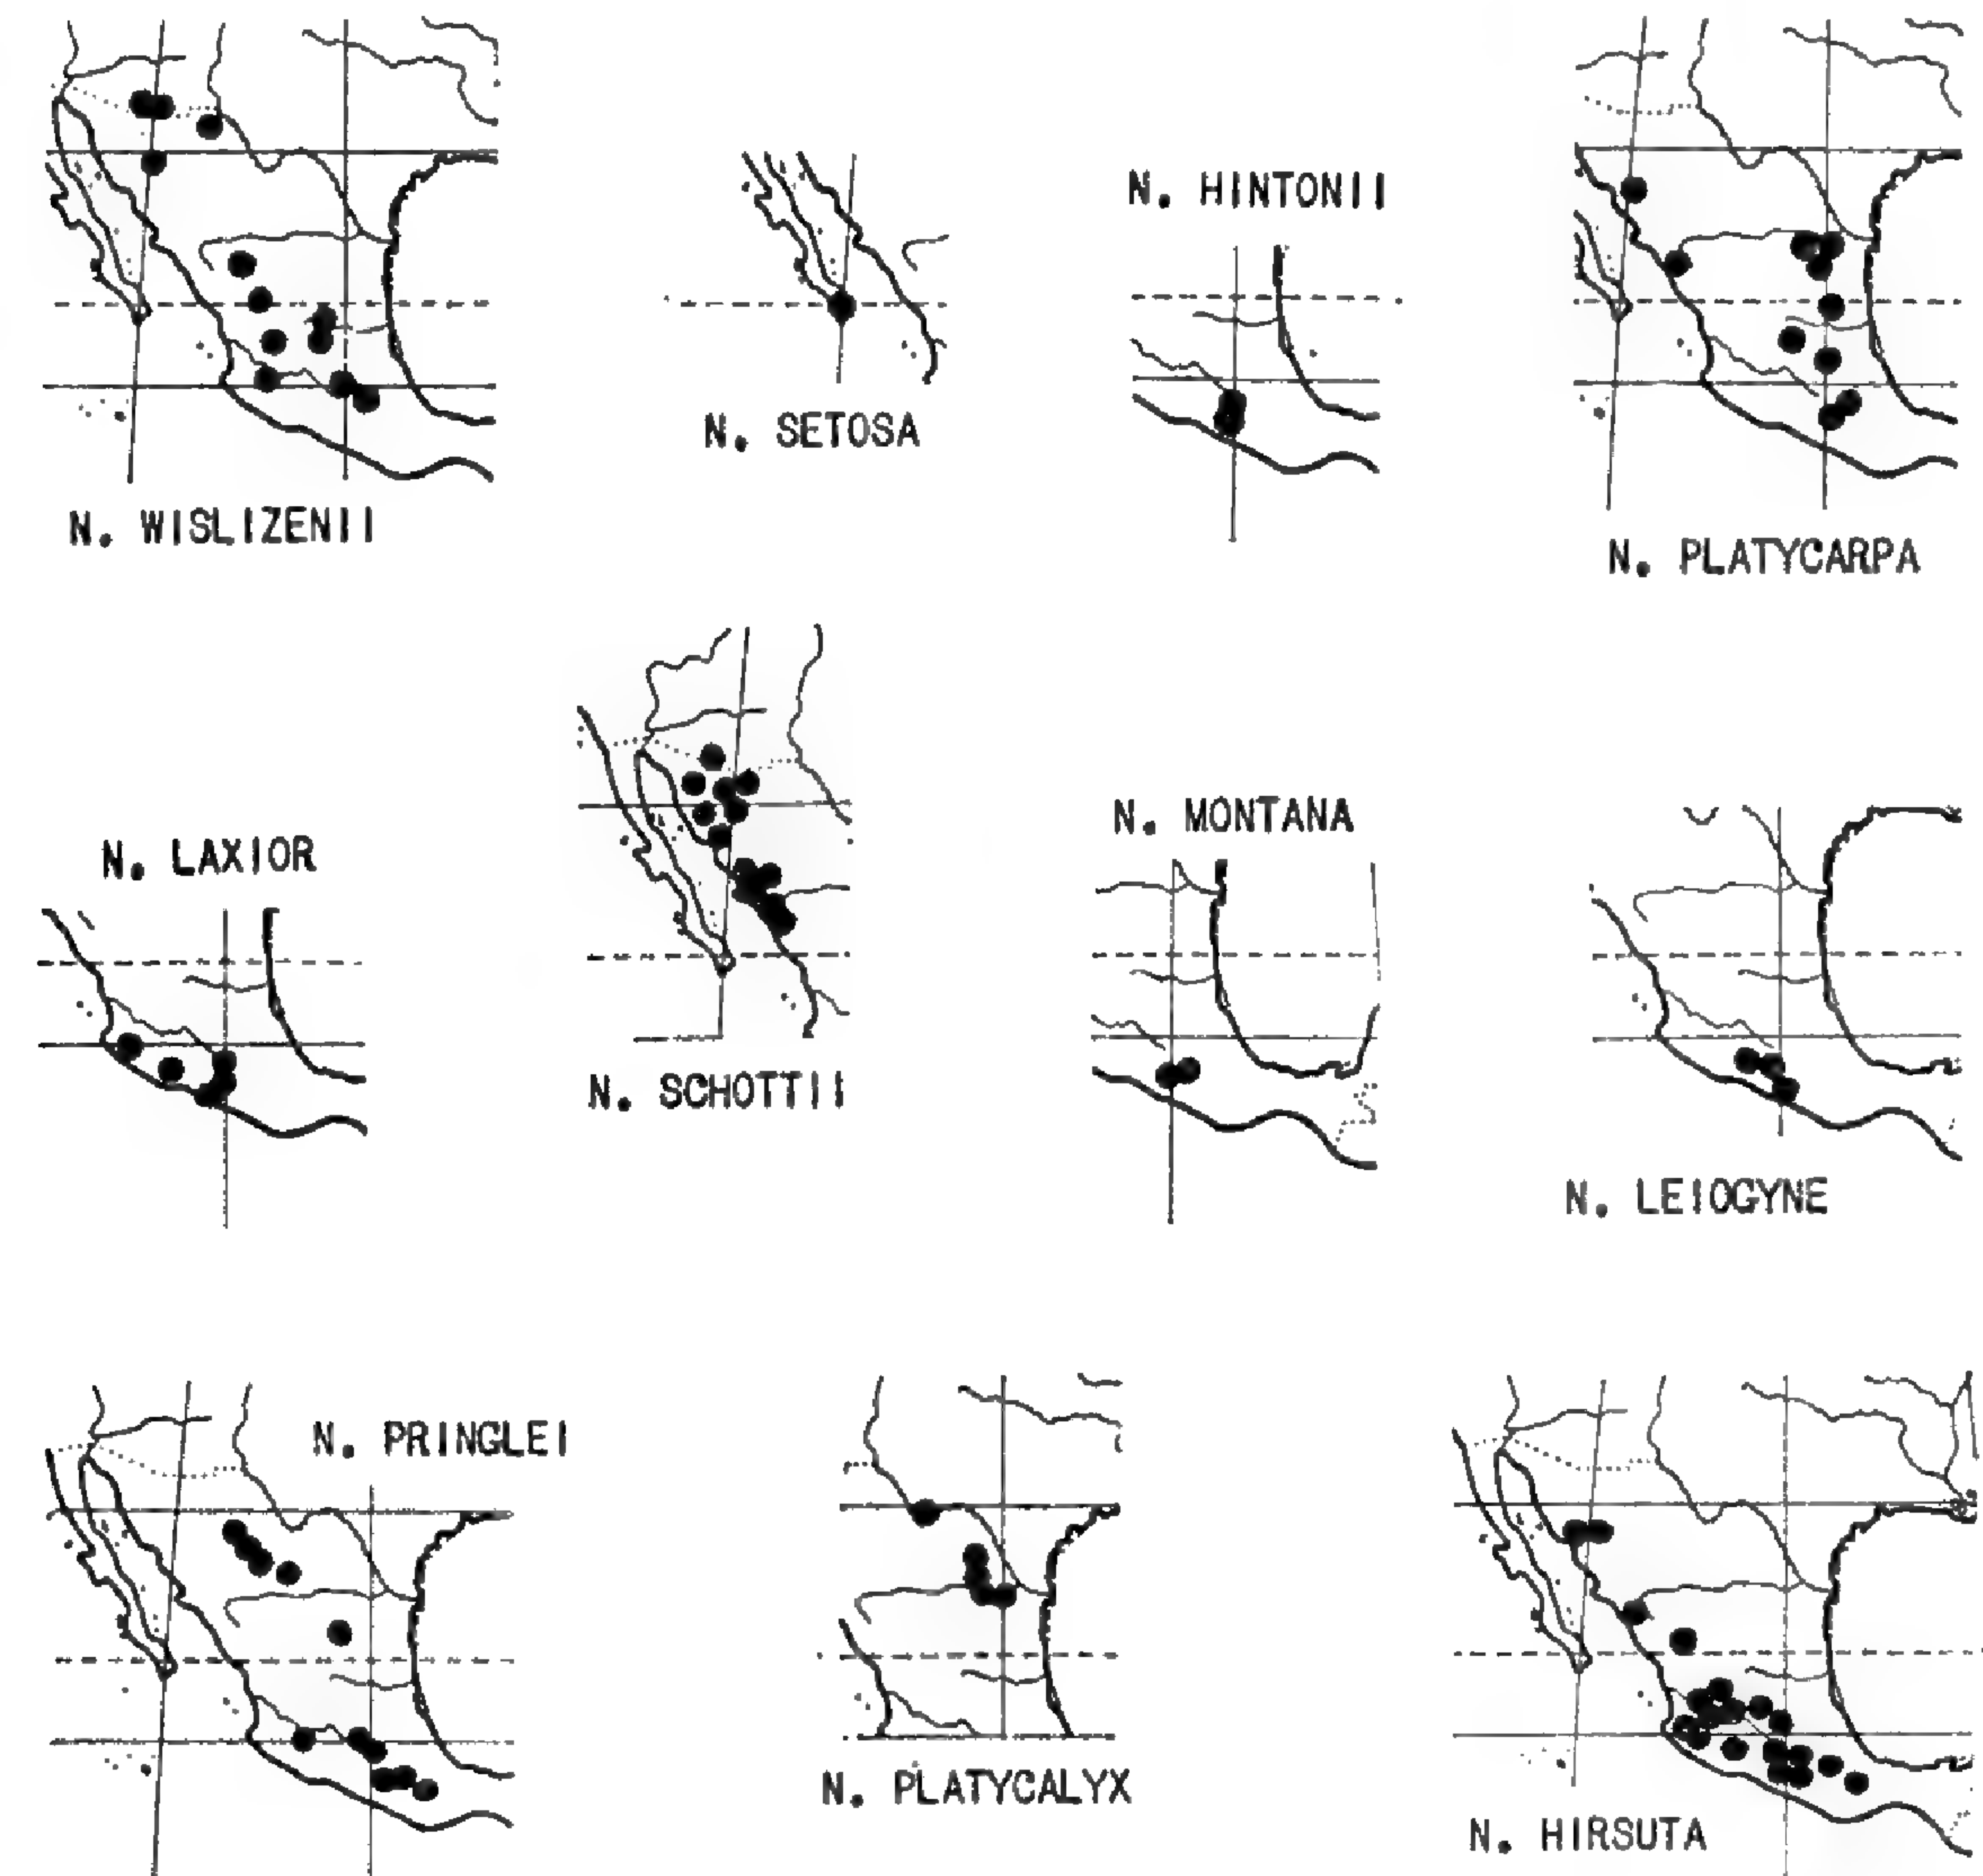 N. HINTONII
N. SETOSA
N. WISLIZENII
N. PLATYCARPA
N. MONTANA
N. LAXIOR
N. SCHOTTII
N. LEIOGYNE
N. PRINGLEI
N. PLATYCALYX
N. HIRSUTA